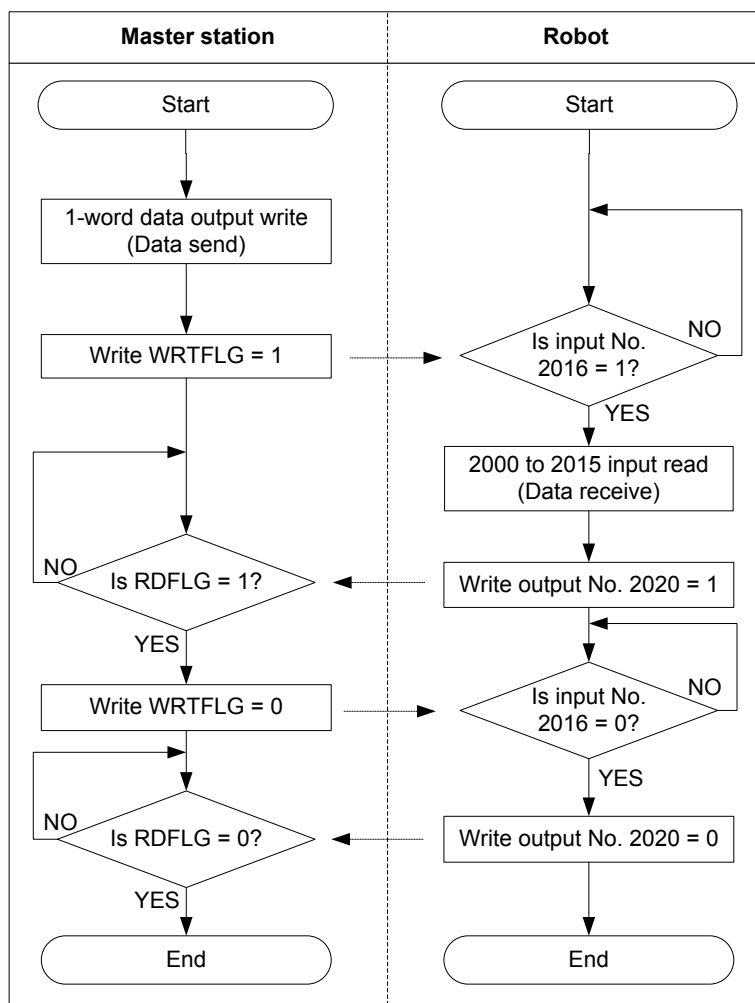 Master station
Start
1-word data output write
(Data send)
Write WRTFLG = 1
NO
Is RDFLG = 1?
YES
Write WRTFLG = 0
NO
Is RDFLG = 0?
YES
End
Robot
Start
Is input No.
2016 = 1?
NO
YES
2000 to 2015 input read
(Data receive)
Write output No. 2020 = 1
Is input No.
2016 = 0?
NO
YES
Write output No. 2020 = 0
End